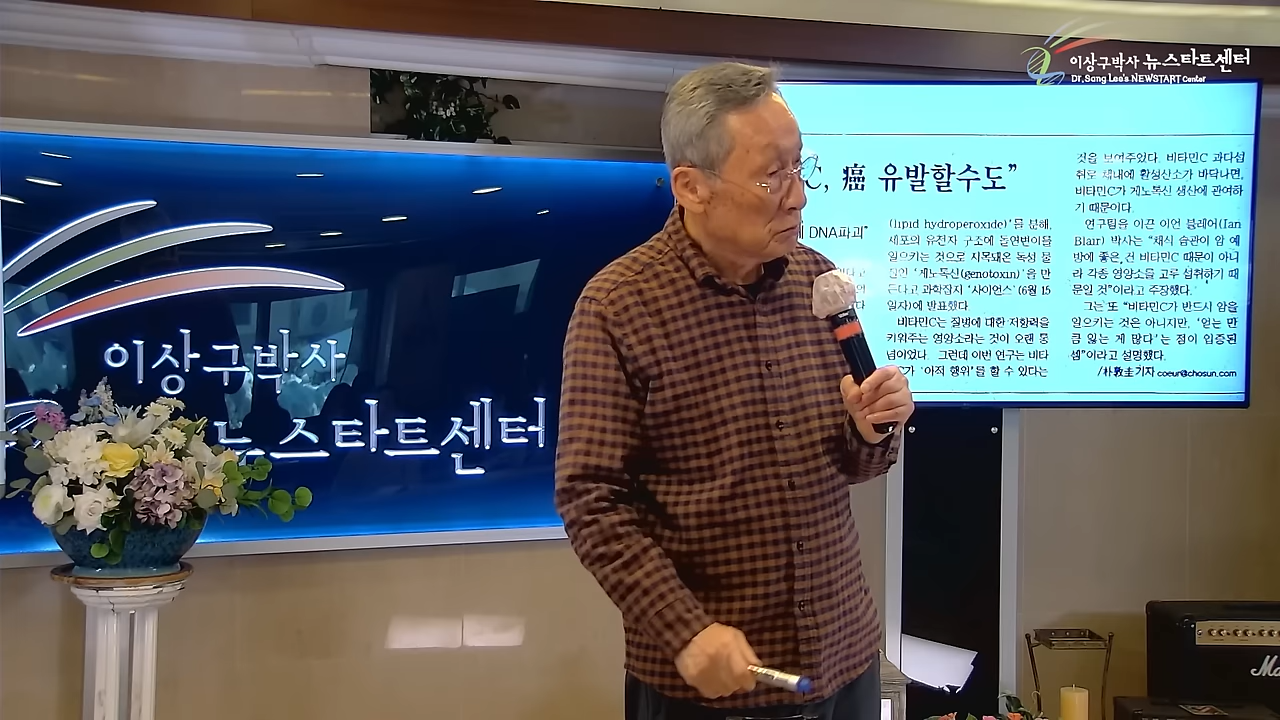 이상구박사 뉴스타트센터
Dr. Sang Lee's NEWSTART Center
이상구박사
뉴스타트센터
C, 癌 유발할수도”
DNA파괴”
(lipid hydroperoxide)’를 분해,
세포의 유전자 구조에 돌연변이를
일으키는 것으로 지목돼온 독성 물
질인 ‘게노톡신(genotoxin)’을 만
든다고 과학잡지 ‘사이언스’(6월 15
일자)에 발표했다.
비타민C는 질병에 대한 저항력을
키워주는 영양소라는 것이 오랜 통
념이었다. 그런데 이번 연구는 비타
C가 ‘이적 행위’를 할 수 있다는
것을 보여주었다. 비타민C 과다섭
취로 체내에 활성산소가 바닥나면,
비타민C가 게노톡신 생산에 관여하
기 때문이다.
연구팀을 이끈 이언 블레어(Ian
Blair) 박사는 “채식 습관이 암 예
방에 좋은 건 비타민C 때문이 아니
라 각종 영양소를 고루 섭취하기 때
문일 것”이라고 주장했다.
그는 또 “비타민C가 반드시 암을
일으키는 것은 아니지만, ‘얻는 만
큼 잃는 게 많다’는 점이 입증된
셈”이라고 설명했다.
/朴敦圭기자 coeur@chosun.com